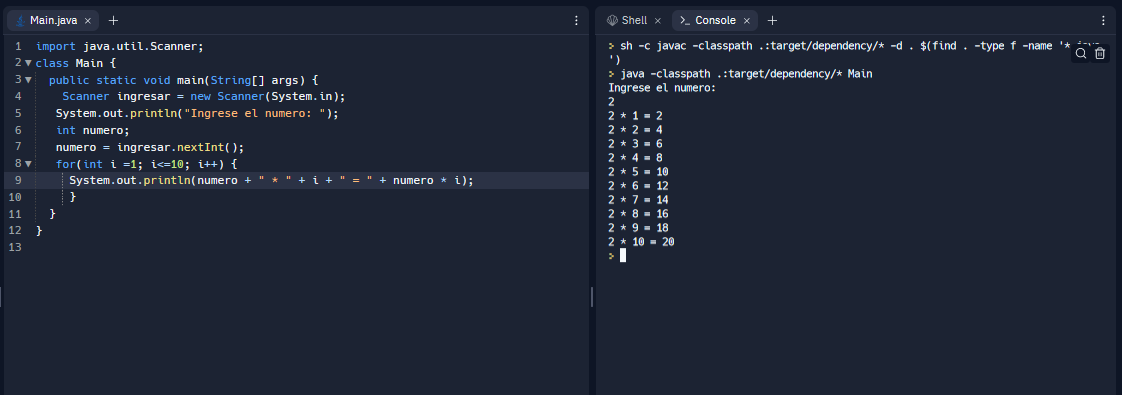 Main.java × +
1 import java.util.Scanner;
2 class Main {
3 public static void main(String[] args) {
4 Scanner ingresar = new Scanner(System.in);
5 System.out.println("Ingrese el numero: ");
6 int numero;
7 numero = ingresar.nextInt();
8 for(int i =1; i<=10; i++) {
9 System.out.println(numero + " * " + i + " = " + numero * i);
10 }
11 }
12 }
13
Shell × >_ Console × +
> sh -c javac -classpath .:target/dependency/* -d . $(find . -type f -name '*
')
> java -classpath .:target/dependency/* Main
Ingrese el numero:
2
2 * 1 = 2
2 * 2 = 4
2 * 3 = 6
2 * 4 = 8
2 * 5 = 10
2 * 6 = 12
2 * 7 = 14
2 * 8 = 16
2 * 9 = 18
2 * 10 = 20
>